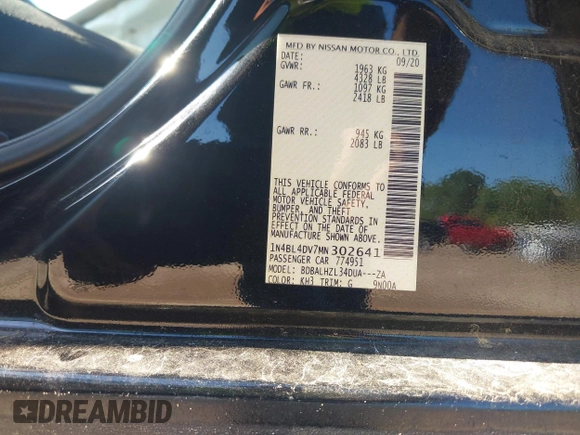 MFD BY NISSAN MOTOR CO., LTD.
DATE: 09/20
GVWR: 1963 KG
4328 LB
GAWR FR.: 1097 KG
2418 LB
GAWR RR.: 945 KG
2083 LB
THIS VEHICLE CONFORMS TO
ALL APPLICABLE FEDERAL
MOTOR VEHICLE SAFETY,
BUMPER, AND THEFT
PREVENTION STANDARDS IN
EFFECT ON THE DATE OF
MANUFACTURE SHOWN ABOVE.
1N4BL4DV7MN302641
PASSENGER CAR 774951
MODEL: BDBALHZL34DUA---ZA
COLOR: KH3 TRIM: G 9N00A
DREAMBID